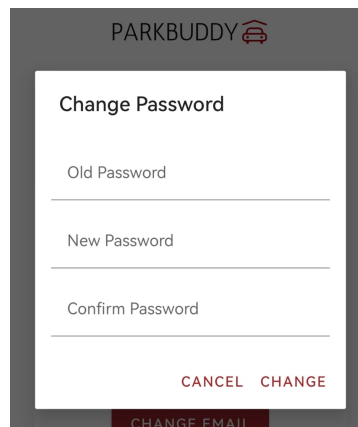 PARKBUDDY
Change Password
Old Password
New Password
Confirm Password
CANCEL CHANGE
CHANGE EMAIL